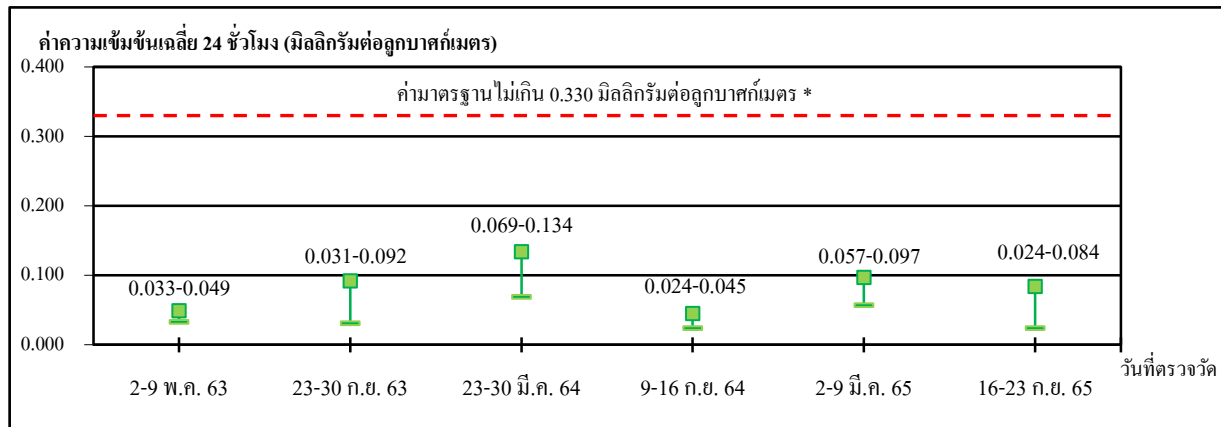 ค่าความเข้มข้นเฉลี่ย 24 ชั่วโมง (มิลลิกรัมต่อลูกบาศก์เมตร)
0.400
ค่ามาตรฐานไม่เกิน 0.330 มิลลิกรัมต่อลูกบาศก์เมตร *
0.300
0.200
0.069-0.134
0.031-0.092
0.057-0.097
0.024-0.084
0.100
0.033-0.049
0.024-0.045
0.000
วันที่ตรวจวัด
2-9 พ.ค. 63
23-30 ก.ย. 63
23-30 มี.ค. 64
9-16 ก.ย. 64
2-9 มี.ค. 65
16-23 ก.ย. 65